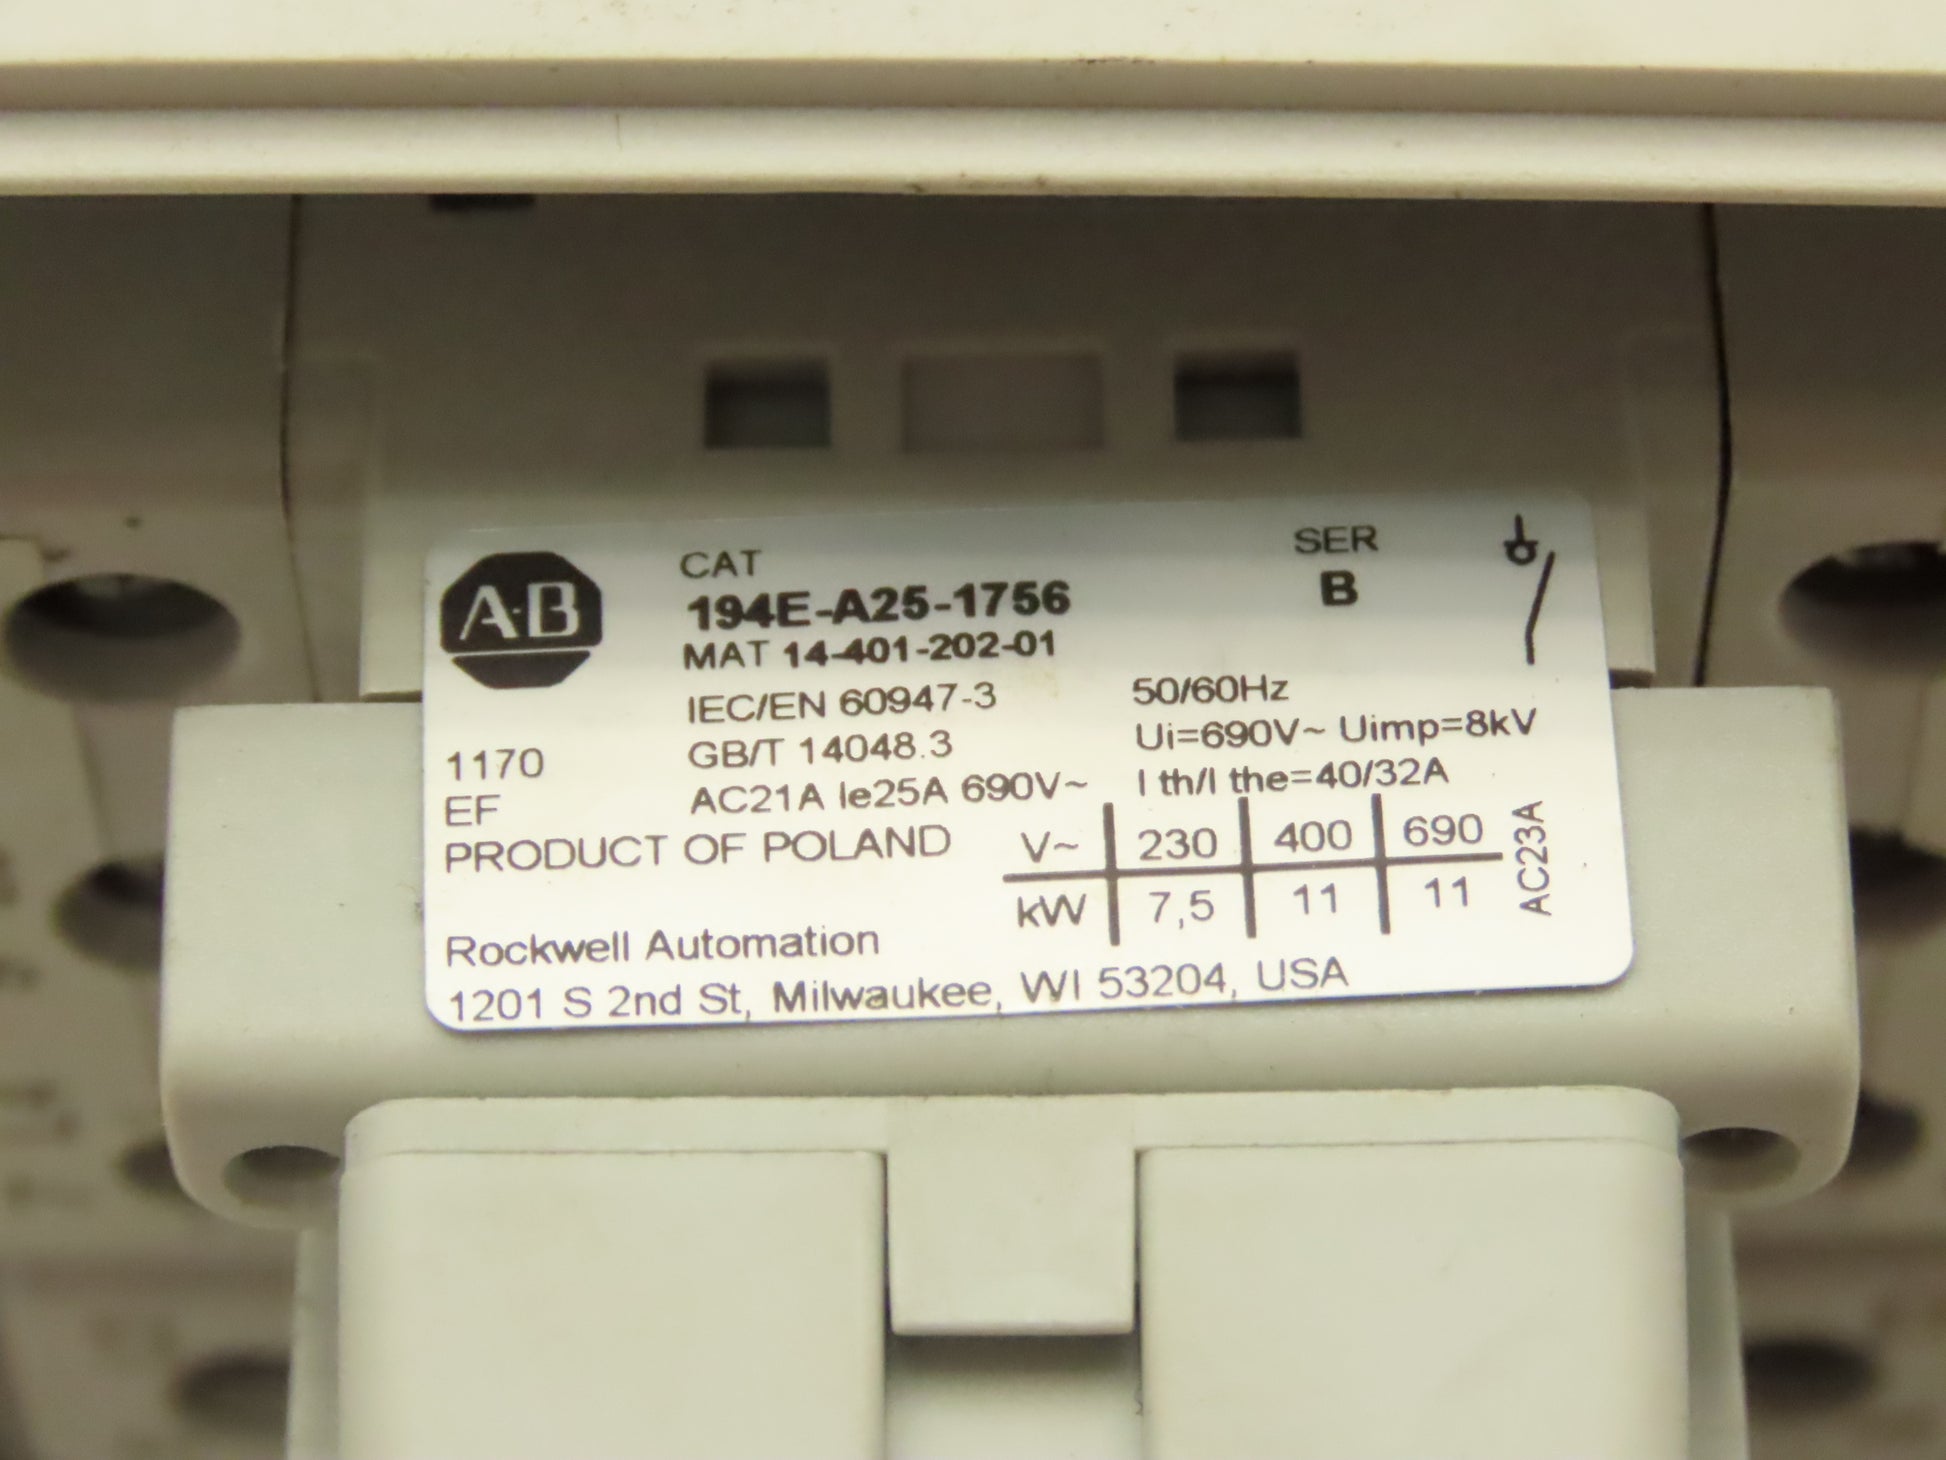 A-B
CAT
194E-A25-1756
MAT 14-401-202-01
SER
B
IEC/EN 60947-3
GB/T 14048.3
AC21A Ie25A 690V~
50/60Hz
Ui=690V~ Uimp=8kV
I th/I the=40/32A
1170
EF
PRODUCT OF POLAND
V~ 230 400 690
kW 7,5 11 11
AC23A
Rockwell Automation
1201 S 2nd St, Milwaukee, WI 53204, USA